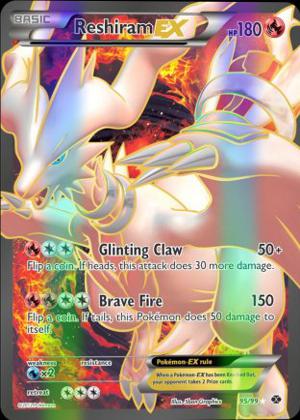 BASIC
Reshiram EX HP180
Glinting Claw 50+
Flip a coin. If heads, this attack does 30 more damage.
Brave Fire 150
Flip a coin. If tails, this Pokémon does 50 damage to
itself.
weakness
×2
resistance
retreat
Pokémon-EX rule
When a Pokémon-EX has been Knocked Out, your
opponent takes 2 Prize cards.
Illus. Shizurow
95/99